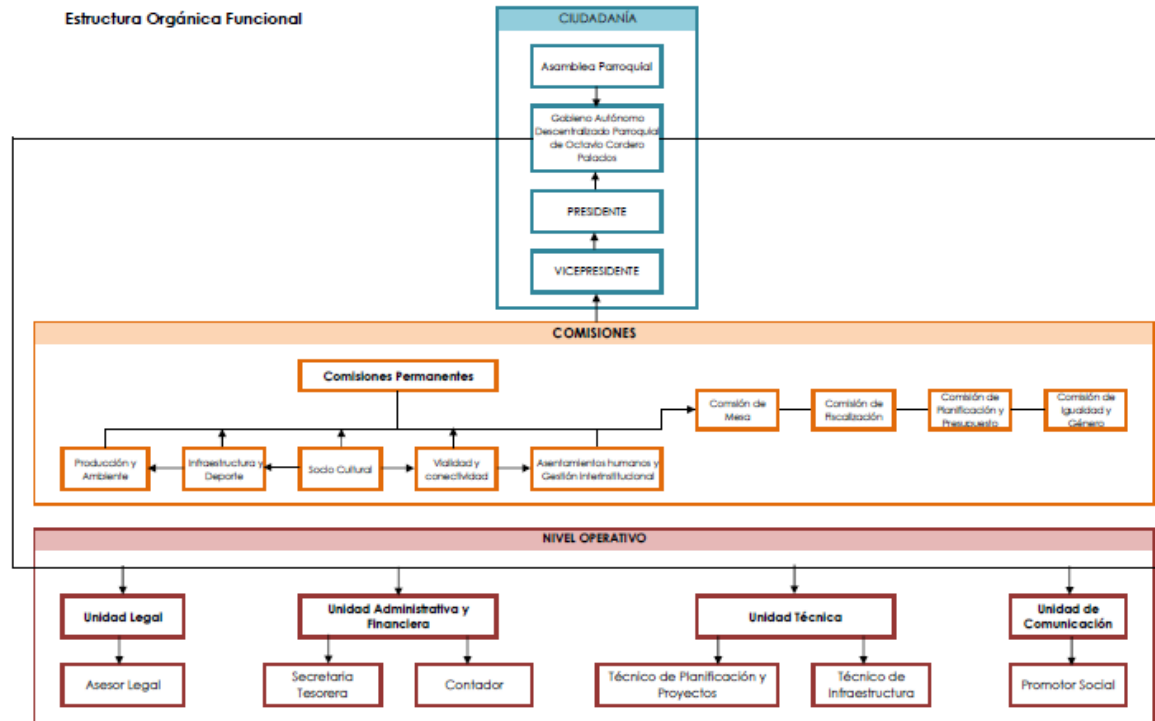 Estructura Orgánica Funcional
CIUDADANÍA
Asamblea Parroquial
Gobieno Autónomo
Descentralizado Parroquial
de Octavio Cordero
Palacios
PRESIDENTE
VICEPRESIDENTE
COMISIONES
Comisiones Permanentes
Comisión de
Mesa
Comisión de
Fiscalización
Comisión de
Planificación y
Presupuesto
Comisión de
Igualdad y
Género
Producción y
Ambiente
Infraestructura y
Deporte
Socio Cultural
Vialidad y
conectividad
Asentamientos humanos y
Gestión Interinstitucional
NIVEL OPERATIVO
Unidad Legal
Unidad Administrativa y
Financiera
Unidad Técnica
Unidad de
Comunicación
Asesor Legal
Secretaria
Tesorera
Contador
Técnico de Planificación y
Proyectos
Técnico de
Infraestructura
Promotor Social